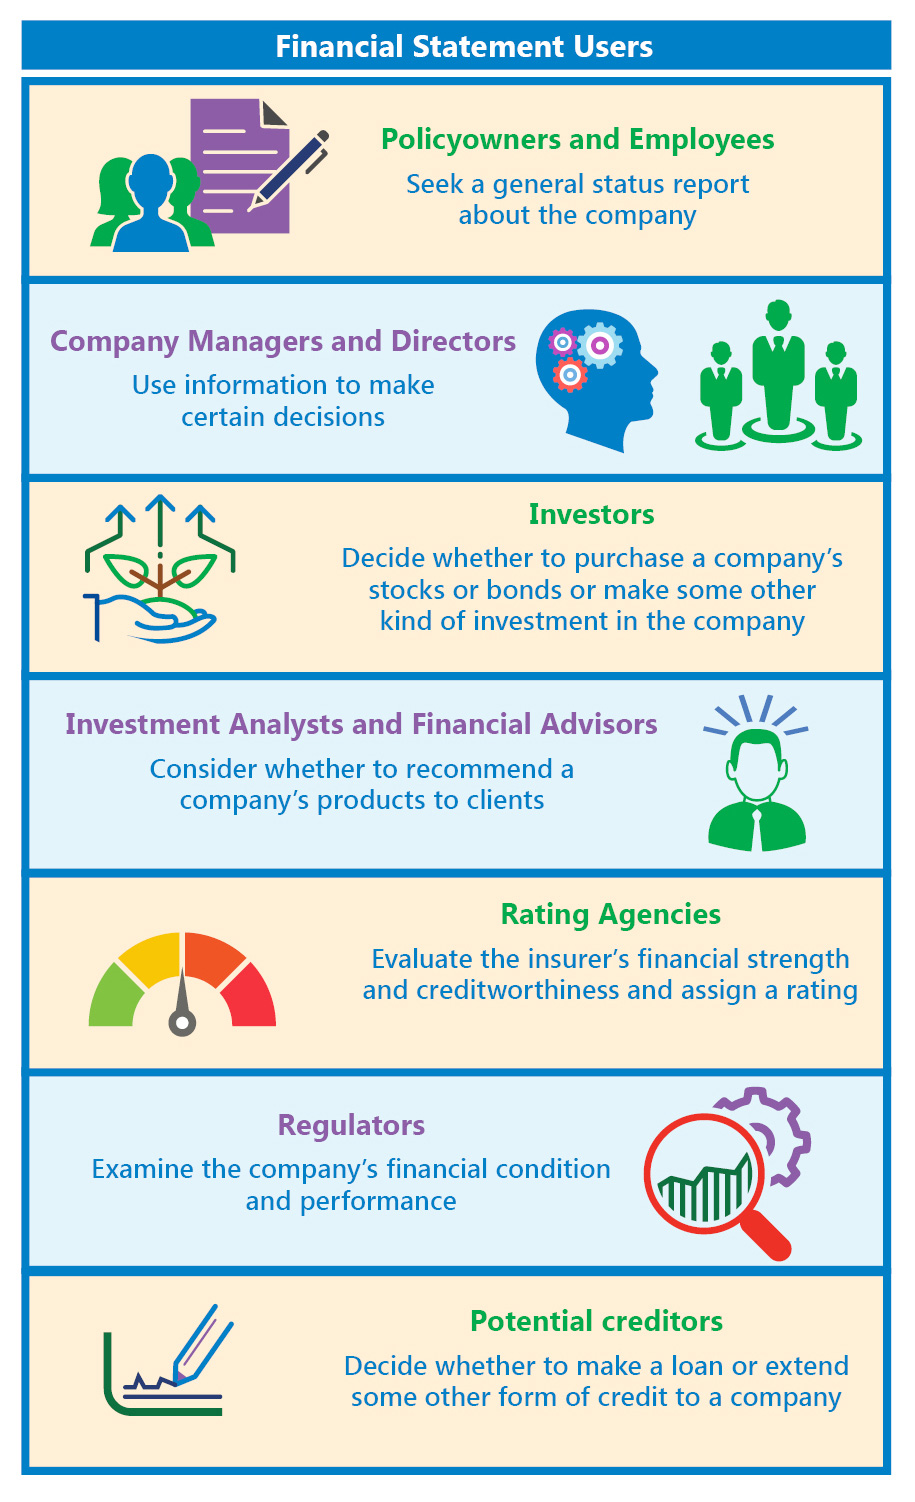 Financial Statement Users
Policyowners and Employees
Seek a general status report
about the company
Company Managers and Directors
Use information to make
certain decisions
Investors
Decide whether to purchase a company’s
stocks or bonds or make some other
kind of investment in the company
Investment Analysts and Financial Advisors
Consider whether to recommend a
company’s products to clients
Rating Agencies
Evaluate the insurer’s financial strength
and creditworthiness and assign a rating
Regulators
Examine the company’s financial condition
and performance
Potential creditors
Decide whether to make a loan or extend
some other form of credit to a company